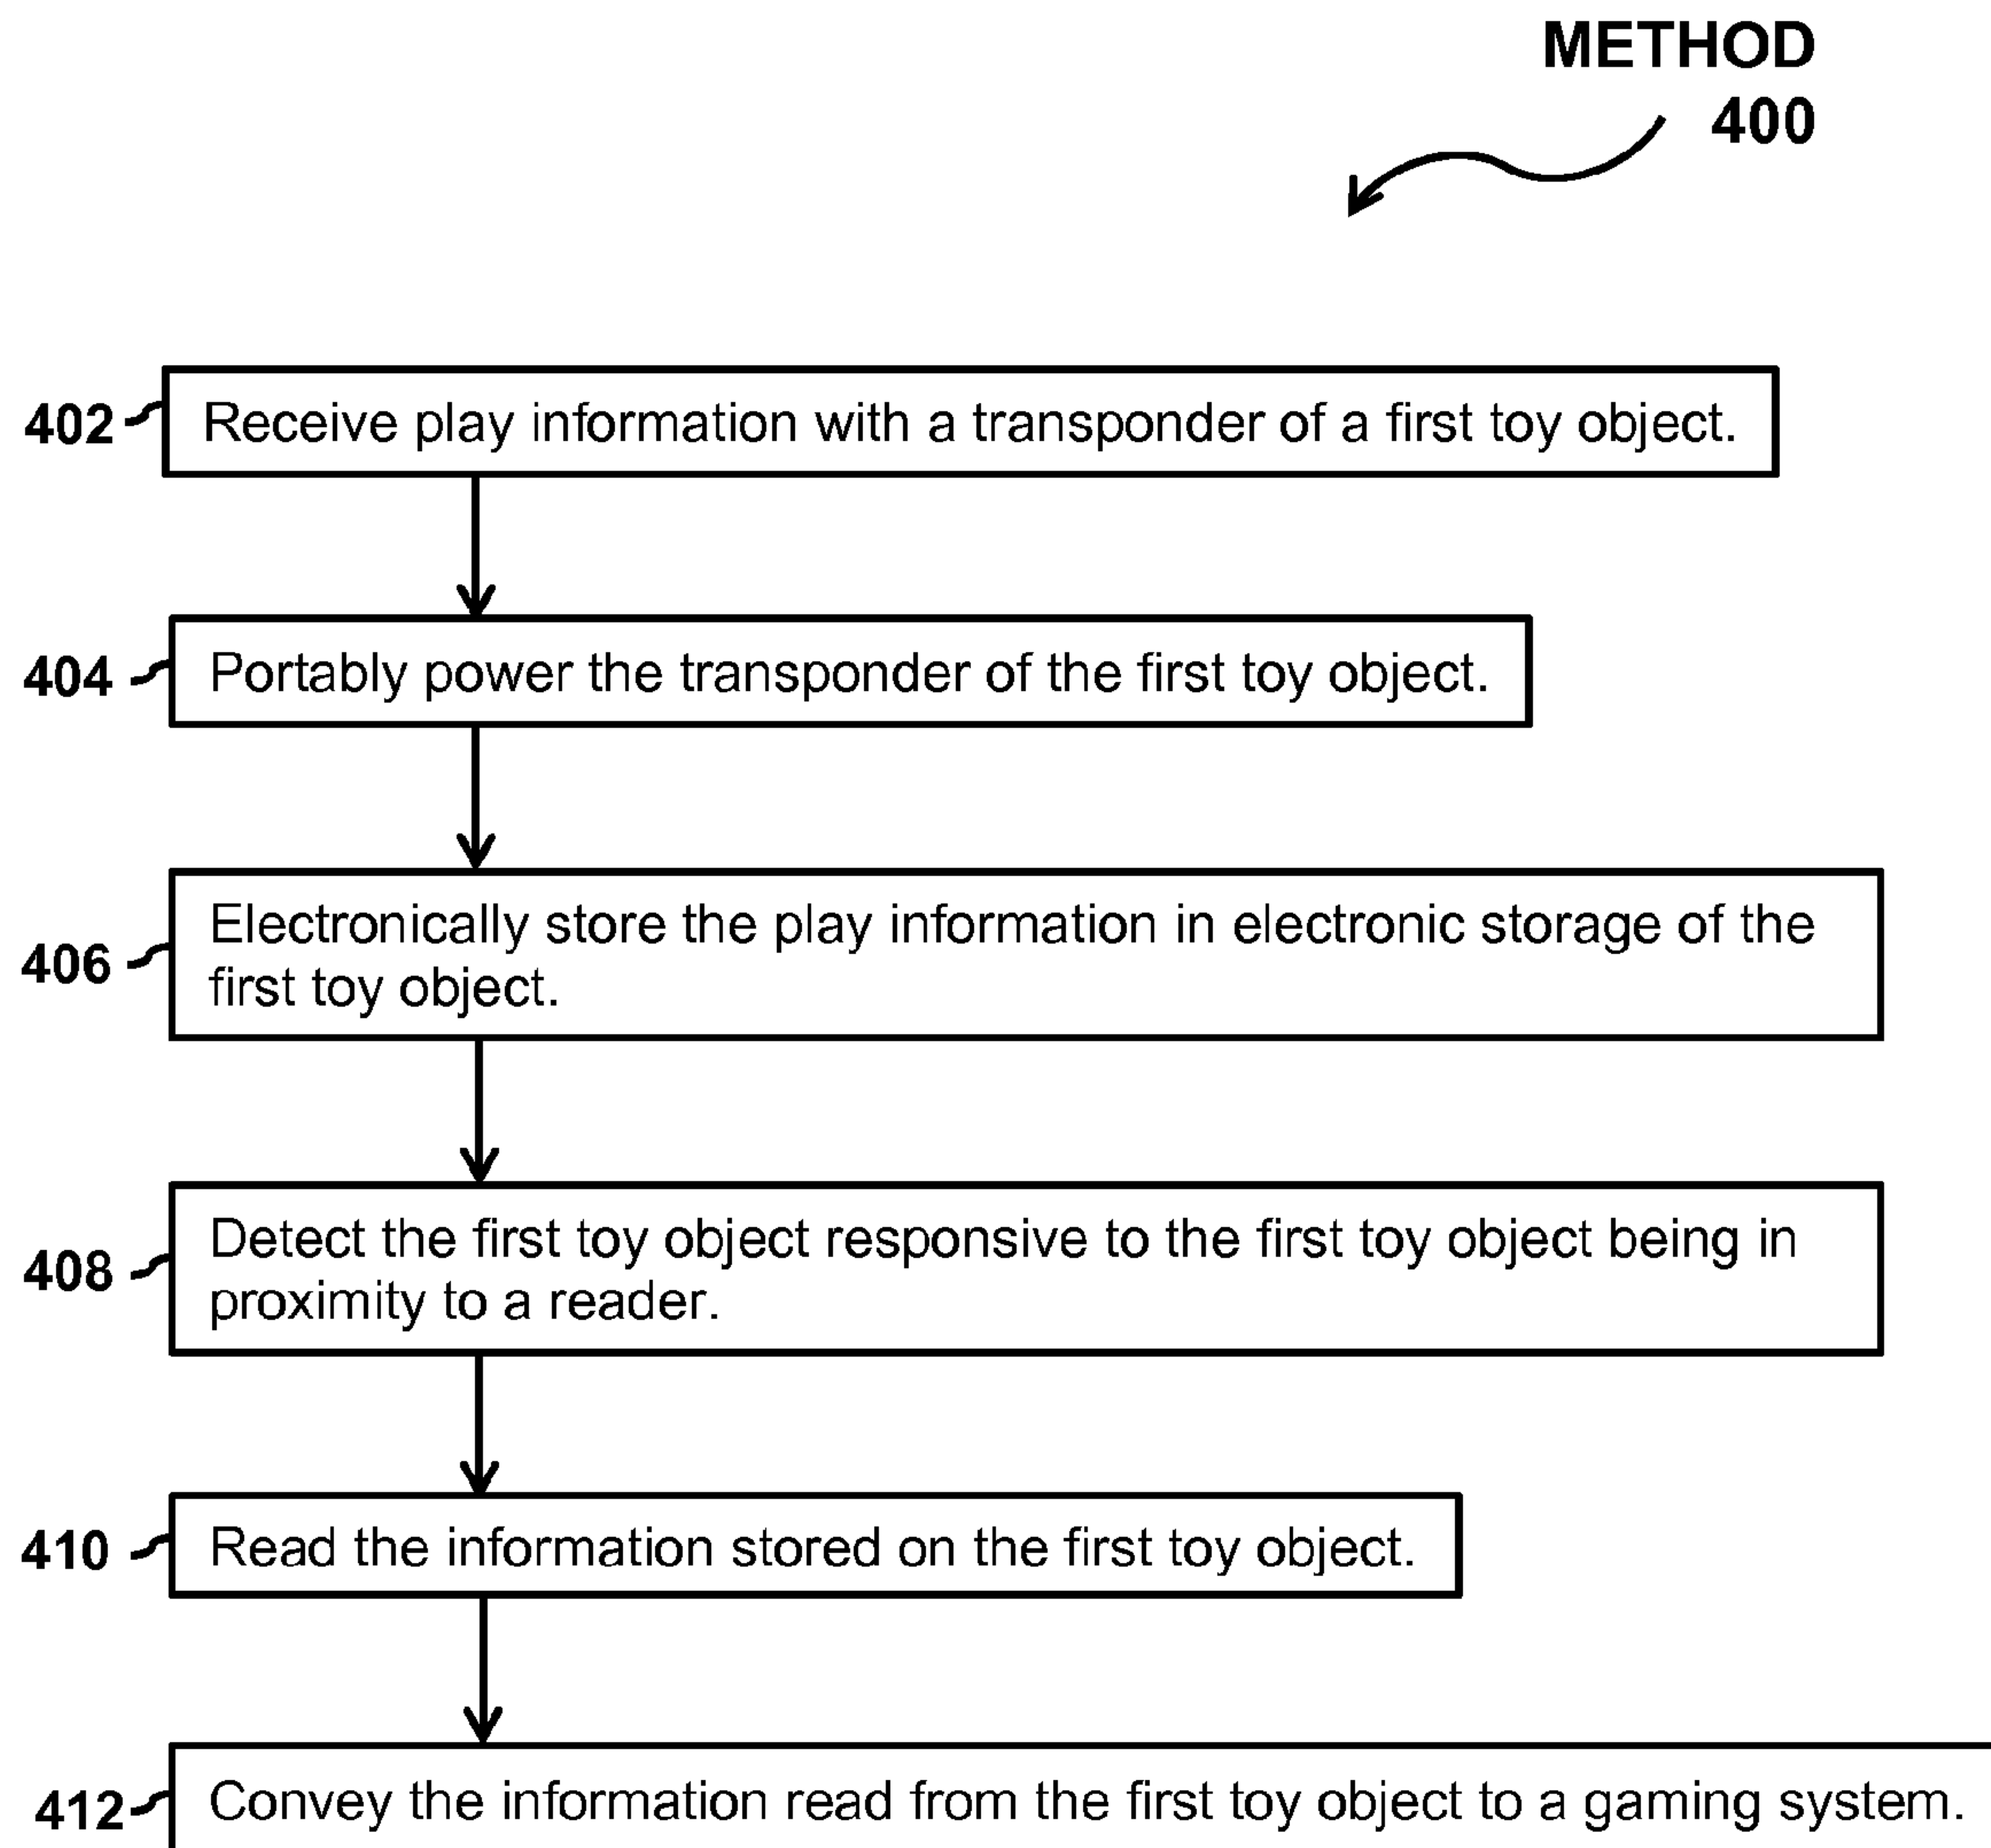 METHOD
400
402
Receive play information with a transponder of a first toy object.
404
Portably power the transponder of the first toy object.
406
Electronically store the play information in electronic storage of the
first toy object.
408
Detect the first toy object responsive to the first toy object being in
proximity to a reader.
410
Read the information stored on the first toy object.
412
Convey the information read from the first toy object to a gaming system.